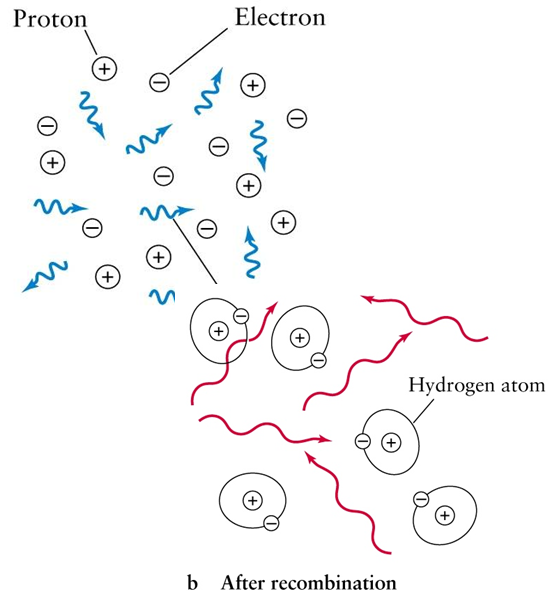 Proton
Electron
Hydrogen atom
b After recombination